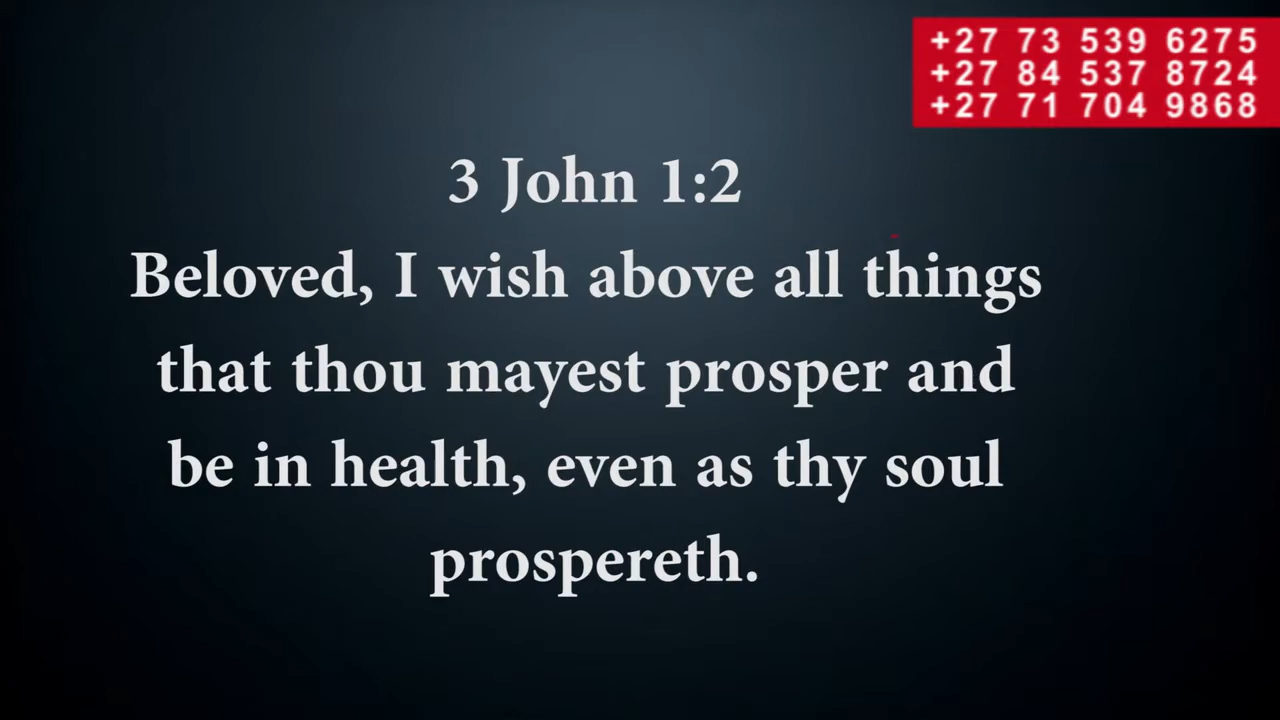 +27 73 539 6275
+27 84 537 8724
+27 71 704 9868
3 John 1:2
Beloved, I wish above all things
that thou mayest prosper and
be in health, even as thy soul
prospereth.